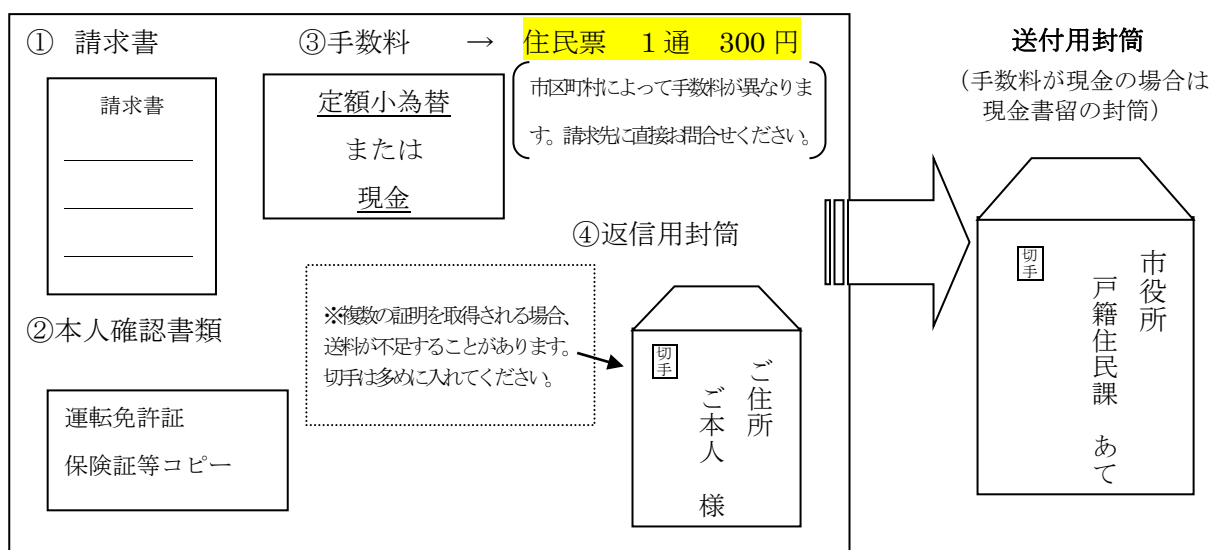 ① 請求書
請求書
②本人確認書類
運転免許証
保険証等コピー
③手数料 → 住民票 1通 300円
定額小為替
または
現金
市区町村によって手数料が異なりま
す。請求先に直接お問合せください。
④返信用封筒
※複数の証明を取得される場合、
送料が不足することがあります。
切手は多めに入れてください。
切手
ご住所
ご本人 様
送付用封筒
(手数料が現金の場合は
現金書留の封筒)
切手
市役所
戸籍住民課 あて